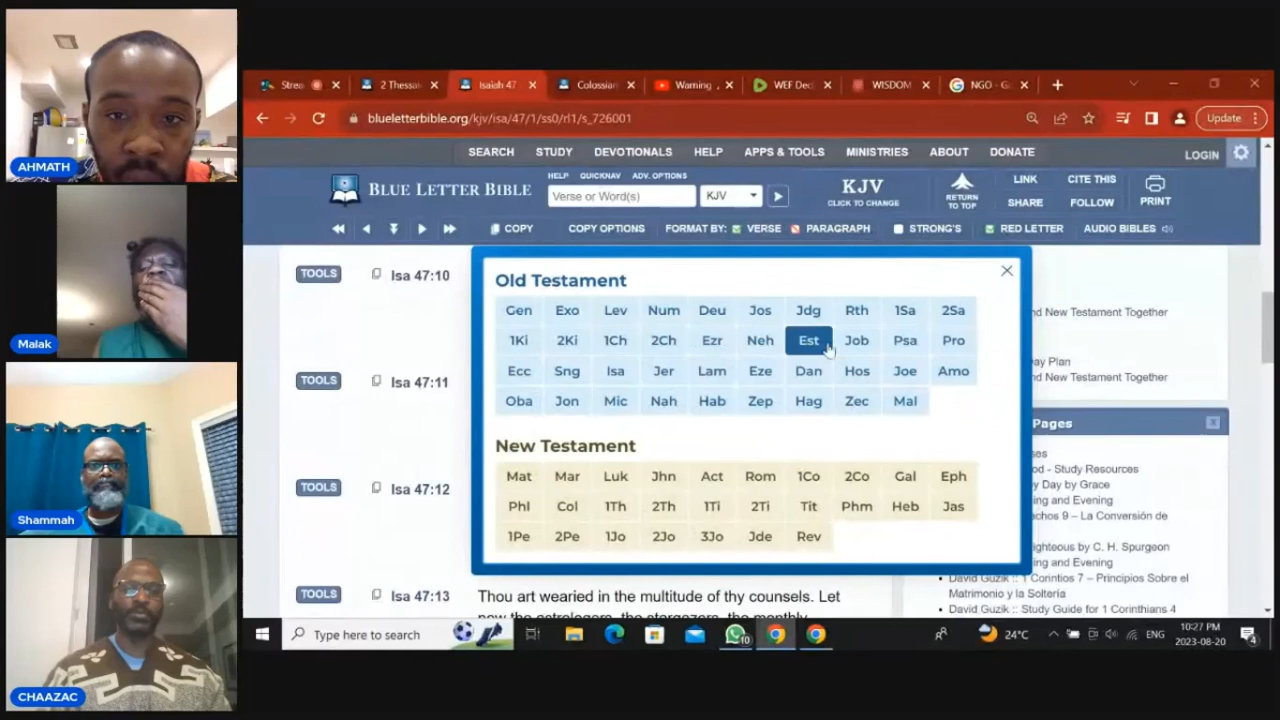 AHMATH
Malak
Shammah
CHAAZAC
Strea
2 Thessal
Isaiah 47
Colossian
Warning ,
WEF Dec
WISDOM
NGO - G
blueletterbible.org/kjv/isa/47/1/ss0/rl1/s_726001
Update
SEARCH STUDY DEVOTIONALS HELP APPS & TOOLS MINISTRIES ABOUT DONATE
LOGIN
BLUE LETTER BIBLE
HELP QUICKNAV ADV. OPTIONS
Verse or Word(s)
KJV
KJV
CLICK TO CHANGE
RETURN TO TOP
LINK
SHARE
CITE THIS
FOLLOW
PRINT
COPY COPY OPTIONS FORMAT BY: VERSE PARAGRAPH STRONG'S RED LETTER AUDIO BIBLES
TOOLS Isa 47:10
TOOLS Isa 47:11
TOOLS Isa 47:12
TOOLS Isa 47:13 Thou art wearied in the multitude of thy counsels. Let
now the astrologers, the stargazers, the monthly
Old Testament
Gen Exo Lev Num Deu Jos Jdg Rth 1Sa 2Sa
1Ki 2Ki 1Ch 2Ch Ezr Neh Est Job Psa Pro
Ecc Sng Isa Jer Lam Eze Dan Hos Joe Amo
Oba Jon Mic Nah Hab Zep Hag Zec Mal
New Testament
Mat Mar Luk Jhn Act Rom 1Co 2Co Gal Eph
Phl Col 1Th 2Th 1Ti 2Ti Tit Phm Heb Jas
1Pe 2Pe 1Jo 2Jo 3Jo Jde Rev
nd New Testament Together
ay Plan
nd New Testament Together
Pages
ses
od - Study Resources
y Day by Grace
ing and Evening
echos 9 – La Conversión de
ighteous by C. H. Spurgeon
ing and Evening
David Guzik :: 1 Corintios 7 – Principios Sobre el
Matrimonio y la Soltería
David Guzik :: Study Guide for 1 Corinthians 4
Type here to search
10
24°C
ENG
10:27 PM
2023-08-20
4